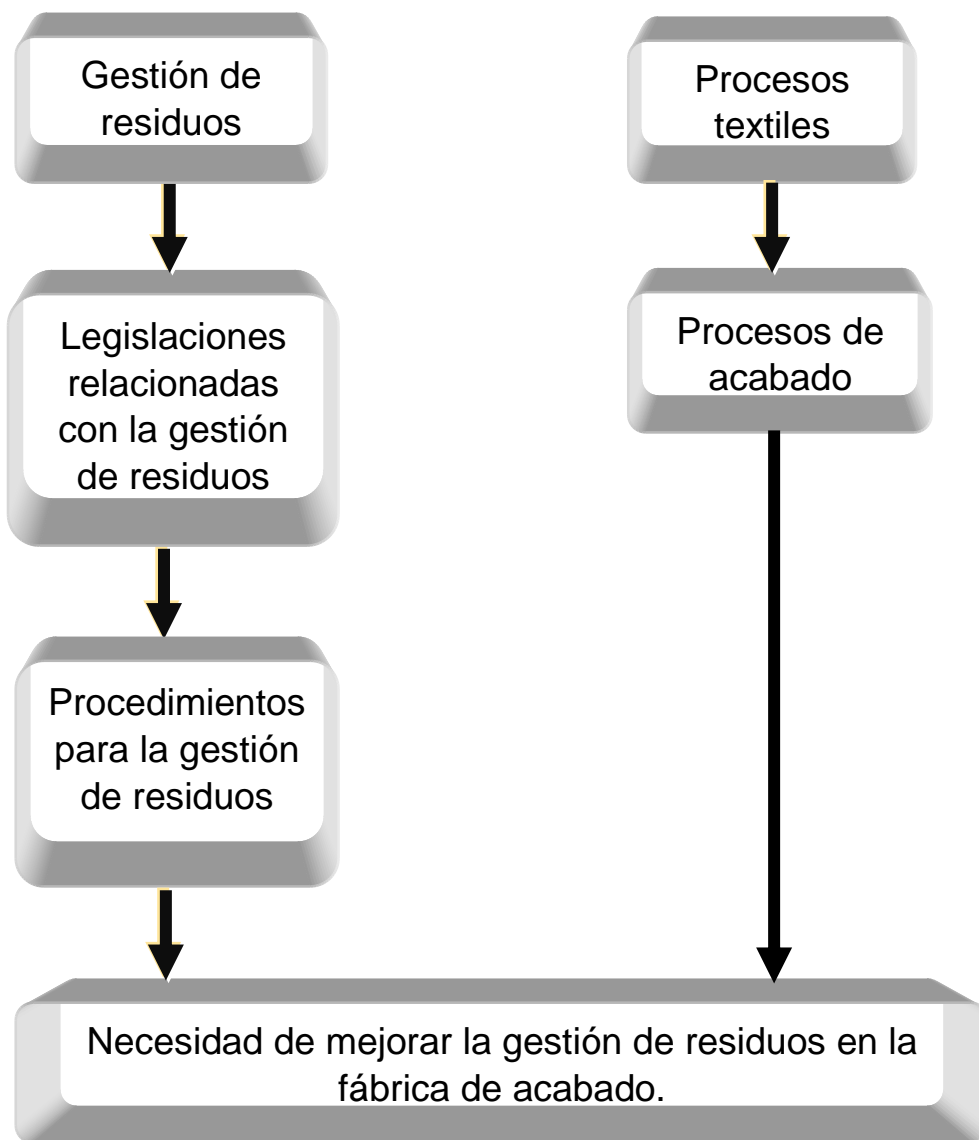 Gestión de
residuos
Procesos
textiles
Legislaciones
relacionadas
con la gestión
de residuos
Procesos de
acabado
Procedimientos
para la gestión
de residuos
Necesidad de mejorar la gestión de residuos en la
fábrica de acabado.